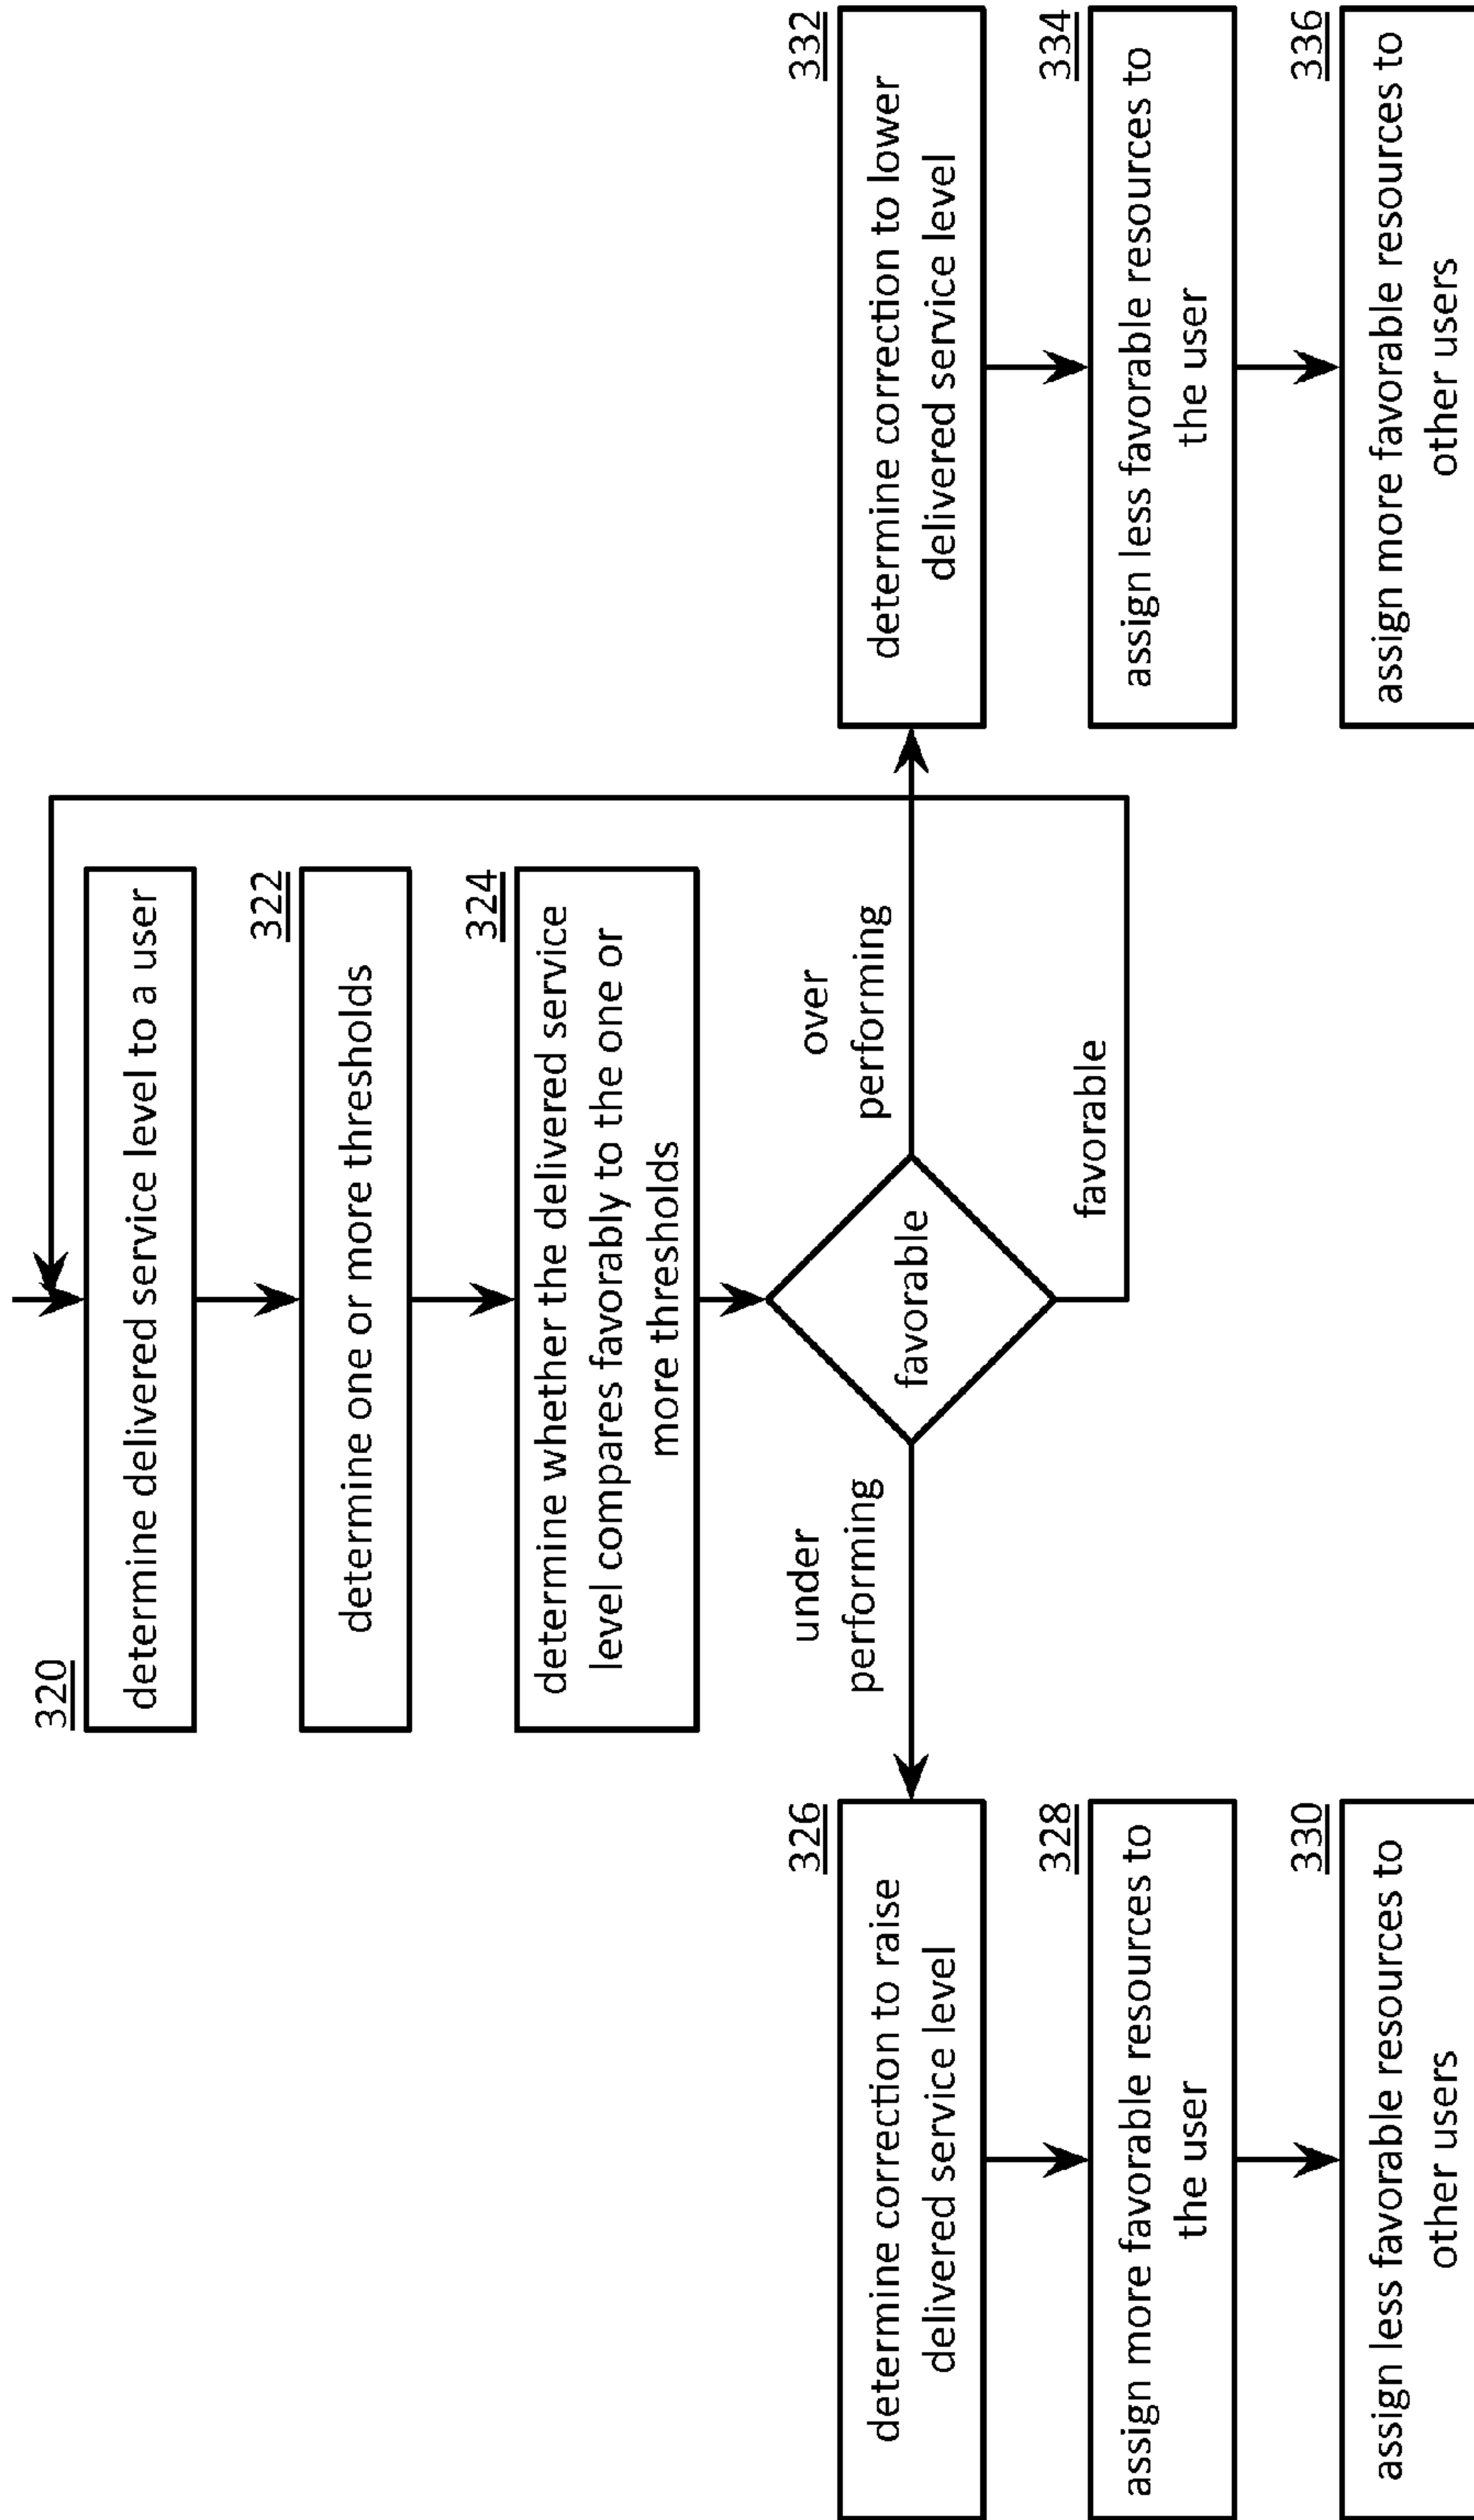 320
determine delivered service level to a user
322
determine one or more thresholds
324
determine whether the delivered service
level compares favorably to the one or
more thresholds
favorable
under
performing
over
performing
favorable
326
determine correction to raise
delivered service level
328
assign more favorable resources to
the user
330
assign less favorable resources to
other users
332
determine correction to lower
delivered service level
334
assign less favorable resources to
the user
336
assign more favorable resources to
other users